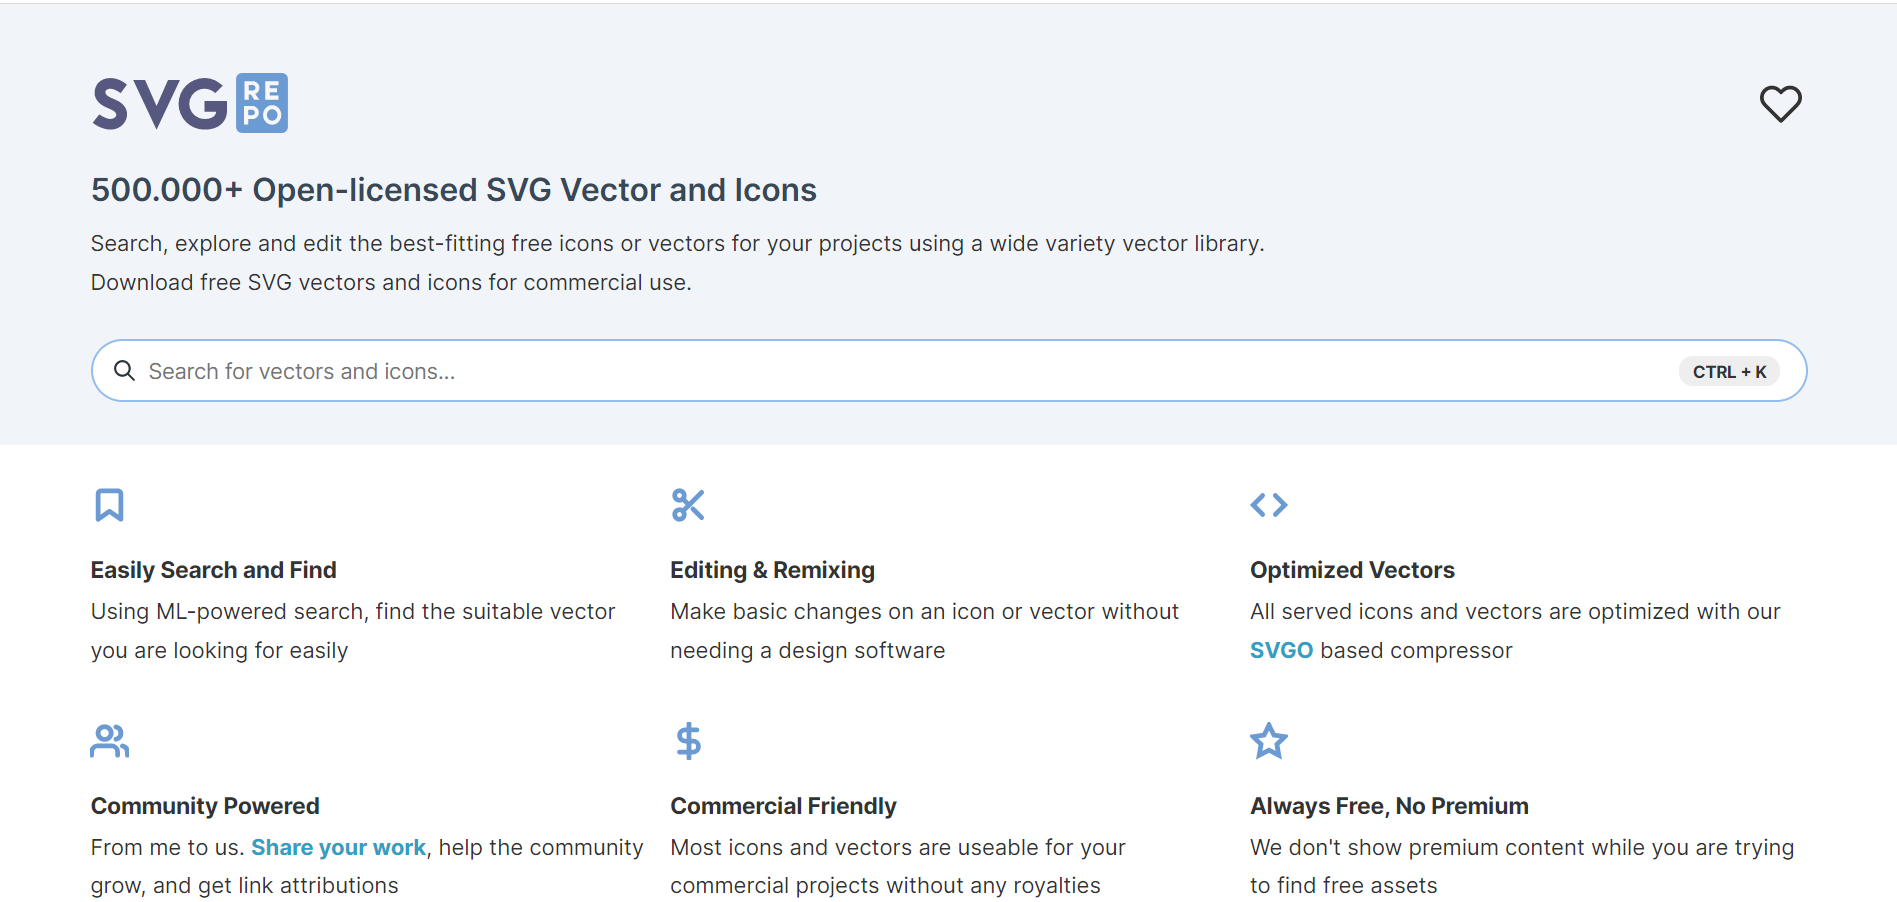 SVG RE PO
500.000+ Open-licensed SVG Vector and Icons
Search, explore and edit the best-fitting free icons or vectors for your projects using a wide variety vector library.
Download free SVG vectors and icons for commercial use.
Search for vectors and icons...
CTRL + K
Easily Search and Find
Using ML-powered search, find the suitable vector
you are looking for easily
Editing & Remixing
Make basic changes on an icon or vector without
needing a design software
Optimized Vectors
All served icons and vectors are optimized with our
SVGO based compressor
Community Powered
From me to us. Share your work, help the community
grow, and get link attributions
Commercial Friendly
Most icons and vectors are useable for your
commercial projects without any royalties
Always Free, No Premium
We don't show premium content while you are trying
to find free assets